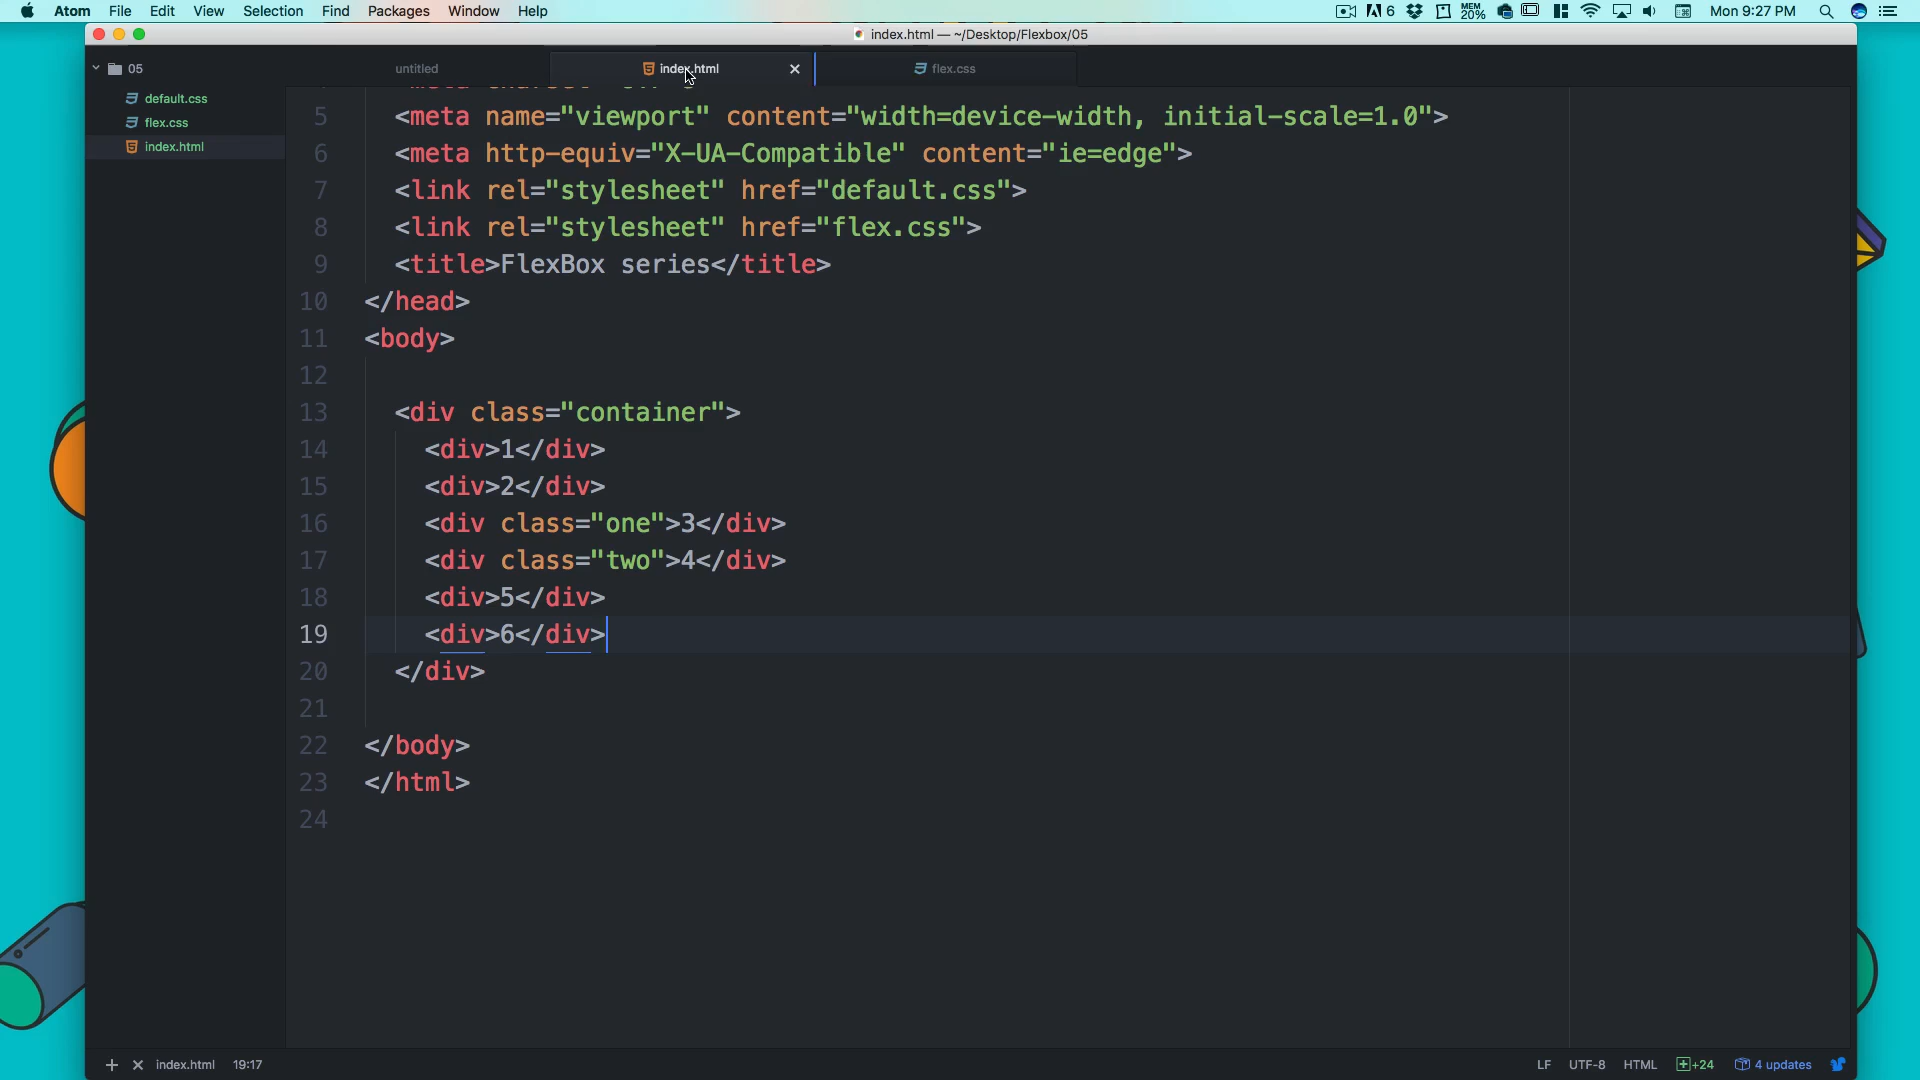 Atom File Edit View Selection Find Packages Window Help 6 MEM 20% Mon 9:27 PM
index.html — ~/Desktop/Flexbox/05
05
untitled
index.html
flex.css
default.css
flex.css
index.html
5 <meta name="viewport" content="width=device-width, initial-scale=1.0">
6 <meta http-equiv="X-UA-Compatible" content="ie=edge">
7 <link rel="stylesheet" href="default.css">
8 <link rel="stylesheet" href="flex.css">
9 <title>FlexBox series</title>
10 </head>
11 <body>
12
13 <div class="container">
14 <div>1</div>
15 <div>2</div>
16 <div class="one">3</div>
17 <div class="two">4</div>
18 <div>5</div>
19 <div>6</div>
20 </div>
21
22 </body>
23 </html>
24
index.html 19:17 LF UTF-8 HTML +24 4 updates